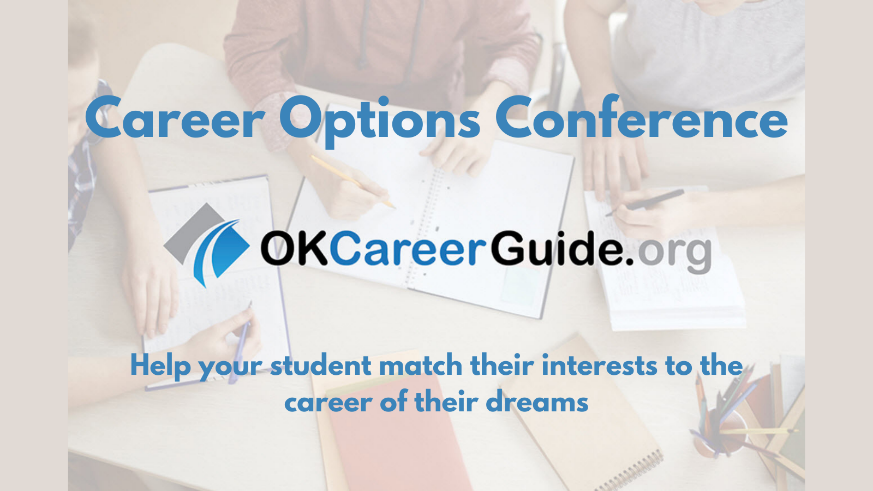 Career Options Conference
OKCareerGuide.org
Help your student match their interests to the
career of their dreams